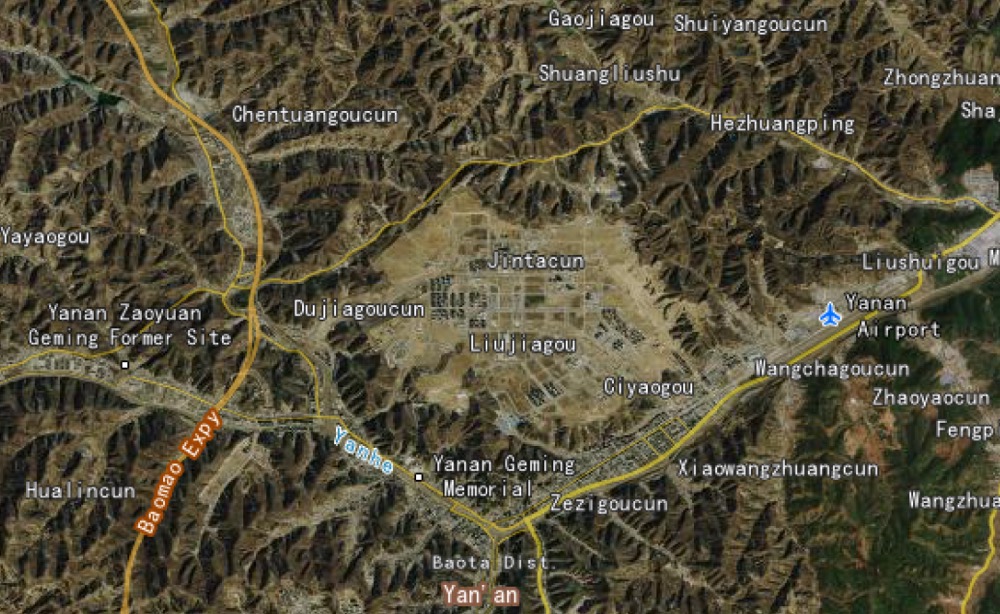 Gaojiagou
Shuiyangoucun
Shuangliushu
Zhongzhuan
Sha
Chentuangoucun
Hezhuangping
Yayaogou
Jintacun
Liushuigou
M
Yanan Zaoyuan
Geming Former Site
Dujiagoucun
Yanan
Airport
Liujiagou
Wangchagoucun
Ciyaogou
Zhaoyaocun
Fengp
Baomao Expy
Yanhe
Yanan Geming
Memorial
Xiaowangzhuangcun
Hualincun
Zezigoucun
Wangzhua
Baota Dist.
Yan'an